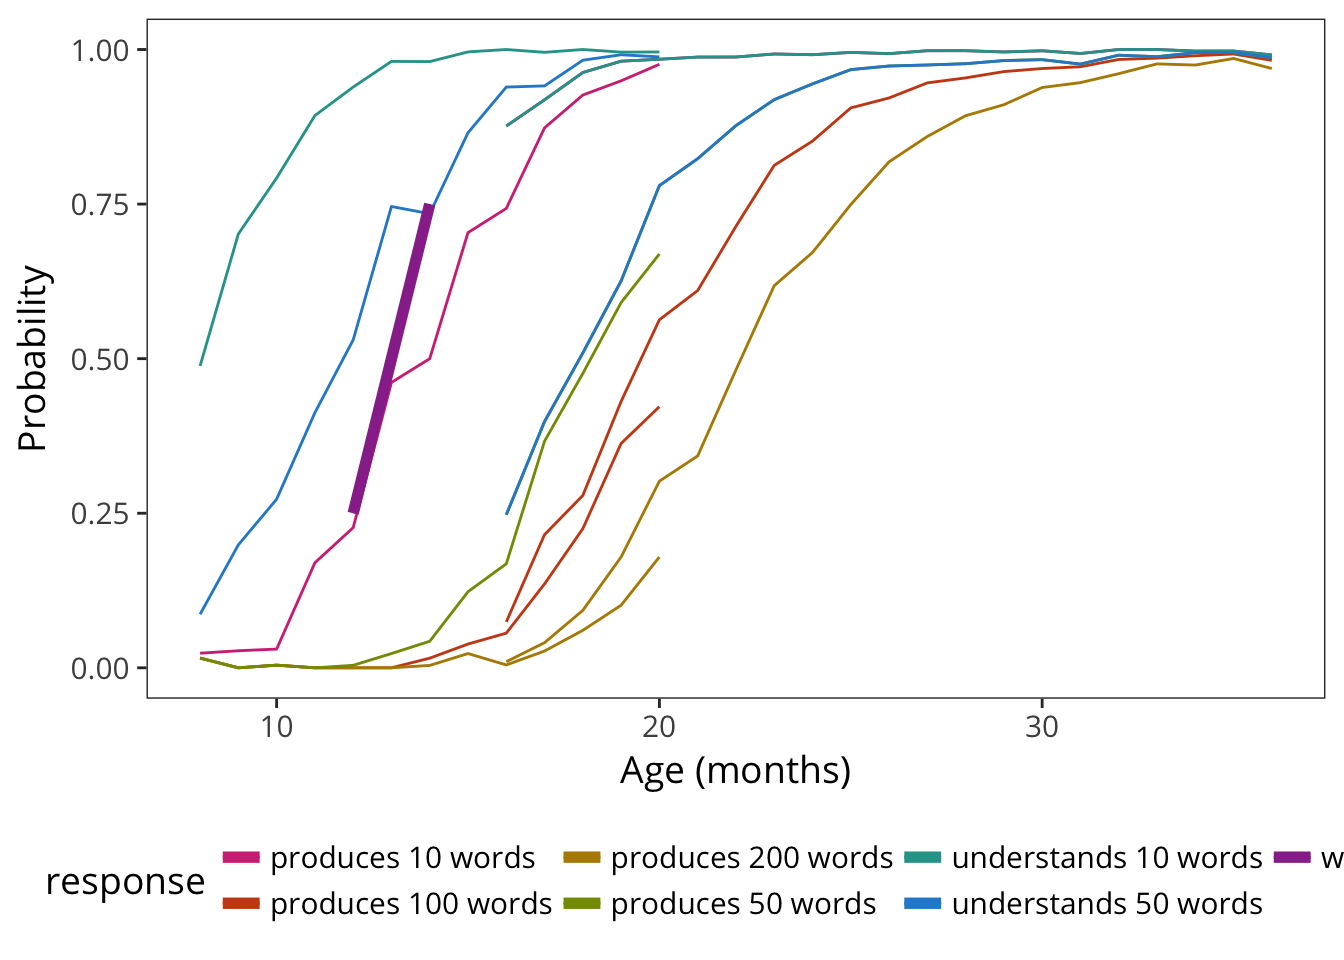 1.00
0.75
0.50
0.25
0.00
Probability
10 20 30
Age (months)
response
produces 10 words produces 200 words understands 10 words w
produces 100 words produces 50 words understands 50 words